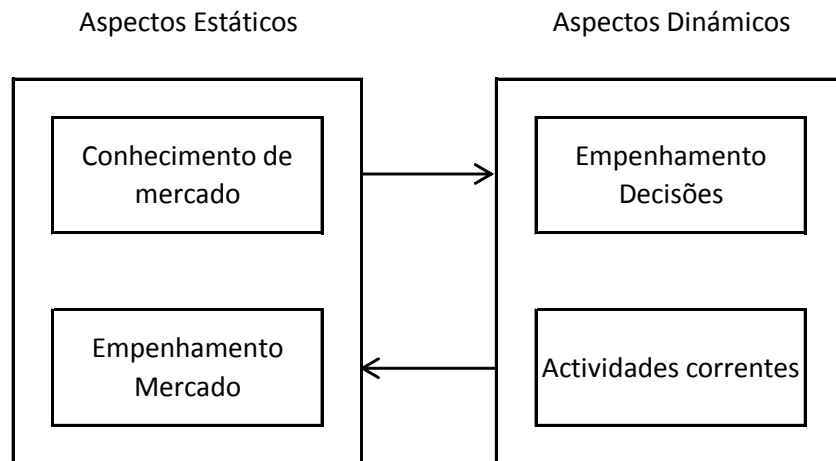 Aspectos Estáticos
Aspectos Dinámicos
Conhecimento de
mercado
Empenhamento
Decisões
Empenhamento
Mercado
Actividades correntes